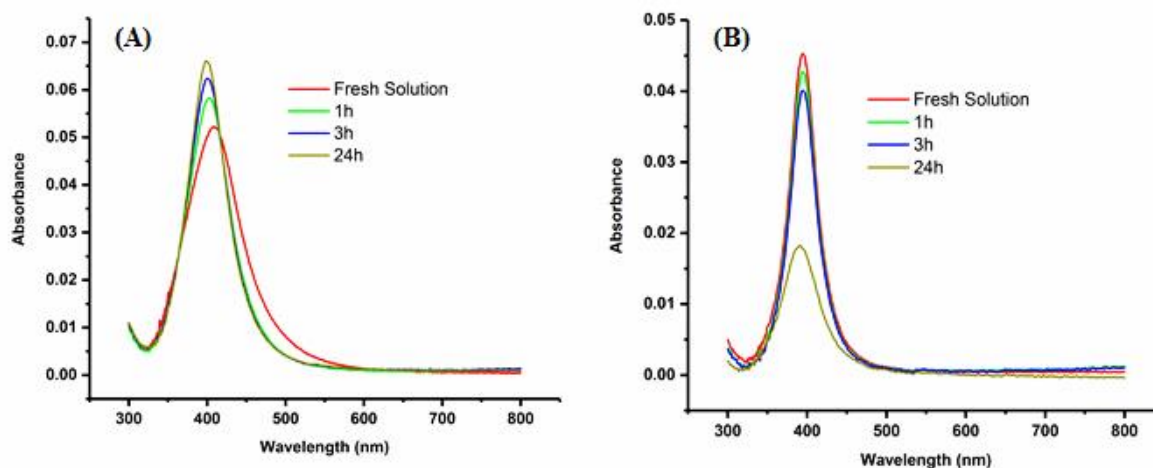 (A)
Absorbance
0.07
0.06
0.05
0.04
0.03
0.02
0.01
0.00
Fresh Solution
1h
3h
24h
300 400 500 600 700 800
Wavelength (nm)
(B)
Absorbance
0.05
0.04
0.03
0.02
0.01
0.00
Fresh Solution
1h
3h
24h
300 400 500 600 700 800
Wavelength (nm)